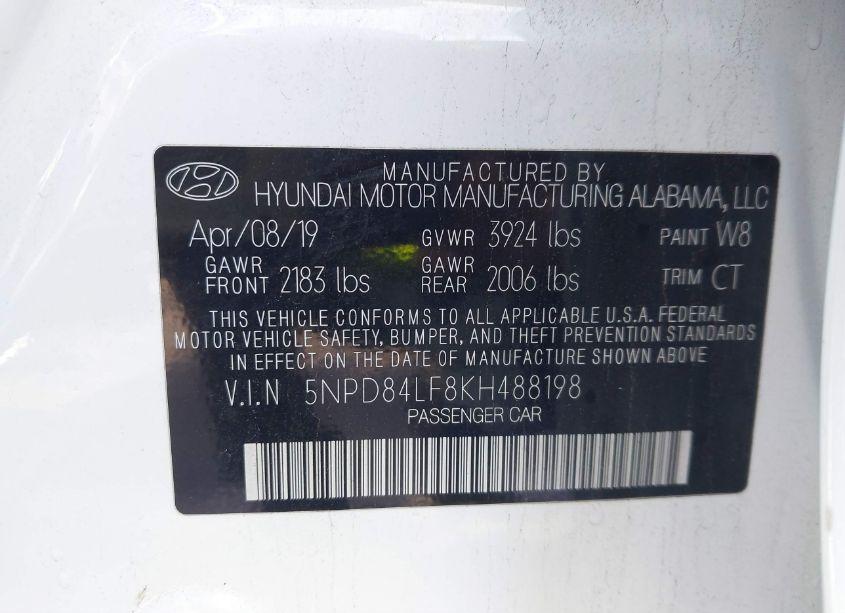 MANUFACTURED BY
HYUNDAI MOTOR MANUFACTURING ALABAMA, LLC
Apr/08/19 GVWR 3924 lbs PAINT W8
GAWR FRONT 2183 lbs GAWR REAR 2006 lbs TRIM CT
THIS VEHICLE CONFORMS TO ALL APPLICABLE U.S.A. FEDERAL
MOTOR VEHICLE SAFETY, BUMPER, AND THEFT PREVENTION STANDARDS
IN EFFECT ON THE DATE OF MANUFACTURE SHOWN ABOVE
V.I.N 5NPD84LF8KH488198
PASSENGER CAR